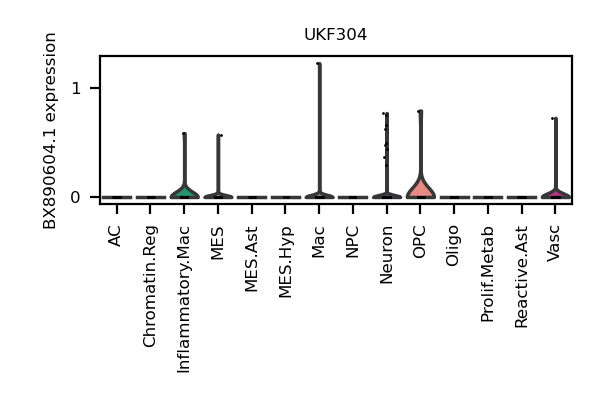 UKF304
BX890604.1 expression
1
0
AC
Chromatin.Reg
Inflammatory.Mac
MES
MES.Ast
MES.Hyp
Mac
NPC
Neuron
OPC
Oligo
Prolif.Metab
Reactive.Ast
Vasc